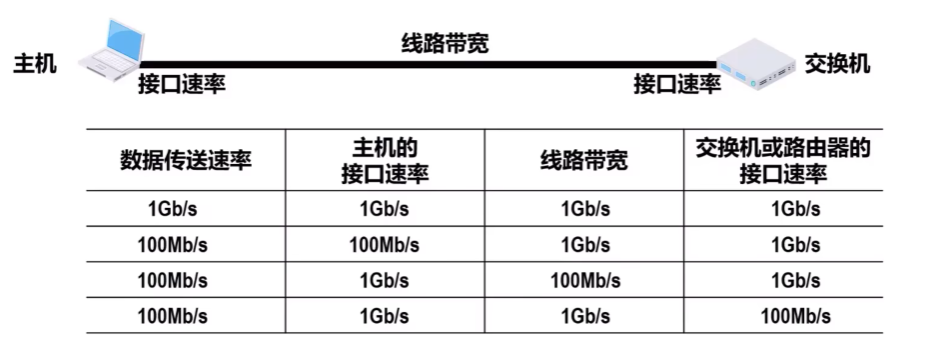 线路带宽
主机
交换机
接口速率 接口速率
数据传送速率 主机的接口速率 线路带宽 交换机或路由器的接口速率
1Gb/s 1Gb/s 1Gb/s 1Gb/s
100Mb/s 100Mb/s 1Gb/s 1Gb/s
100Mb/s 1Gb/s 100Mb/s 1Gb/s
100Mb/s 1Gb/s 1Gb/s 100Mb/s